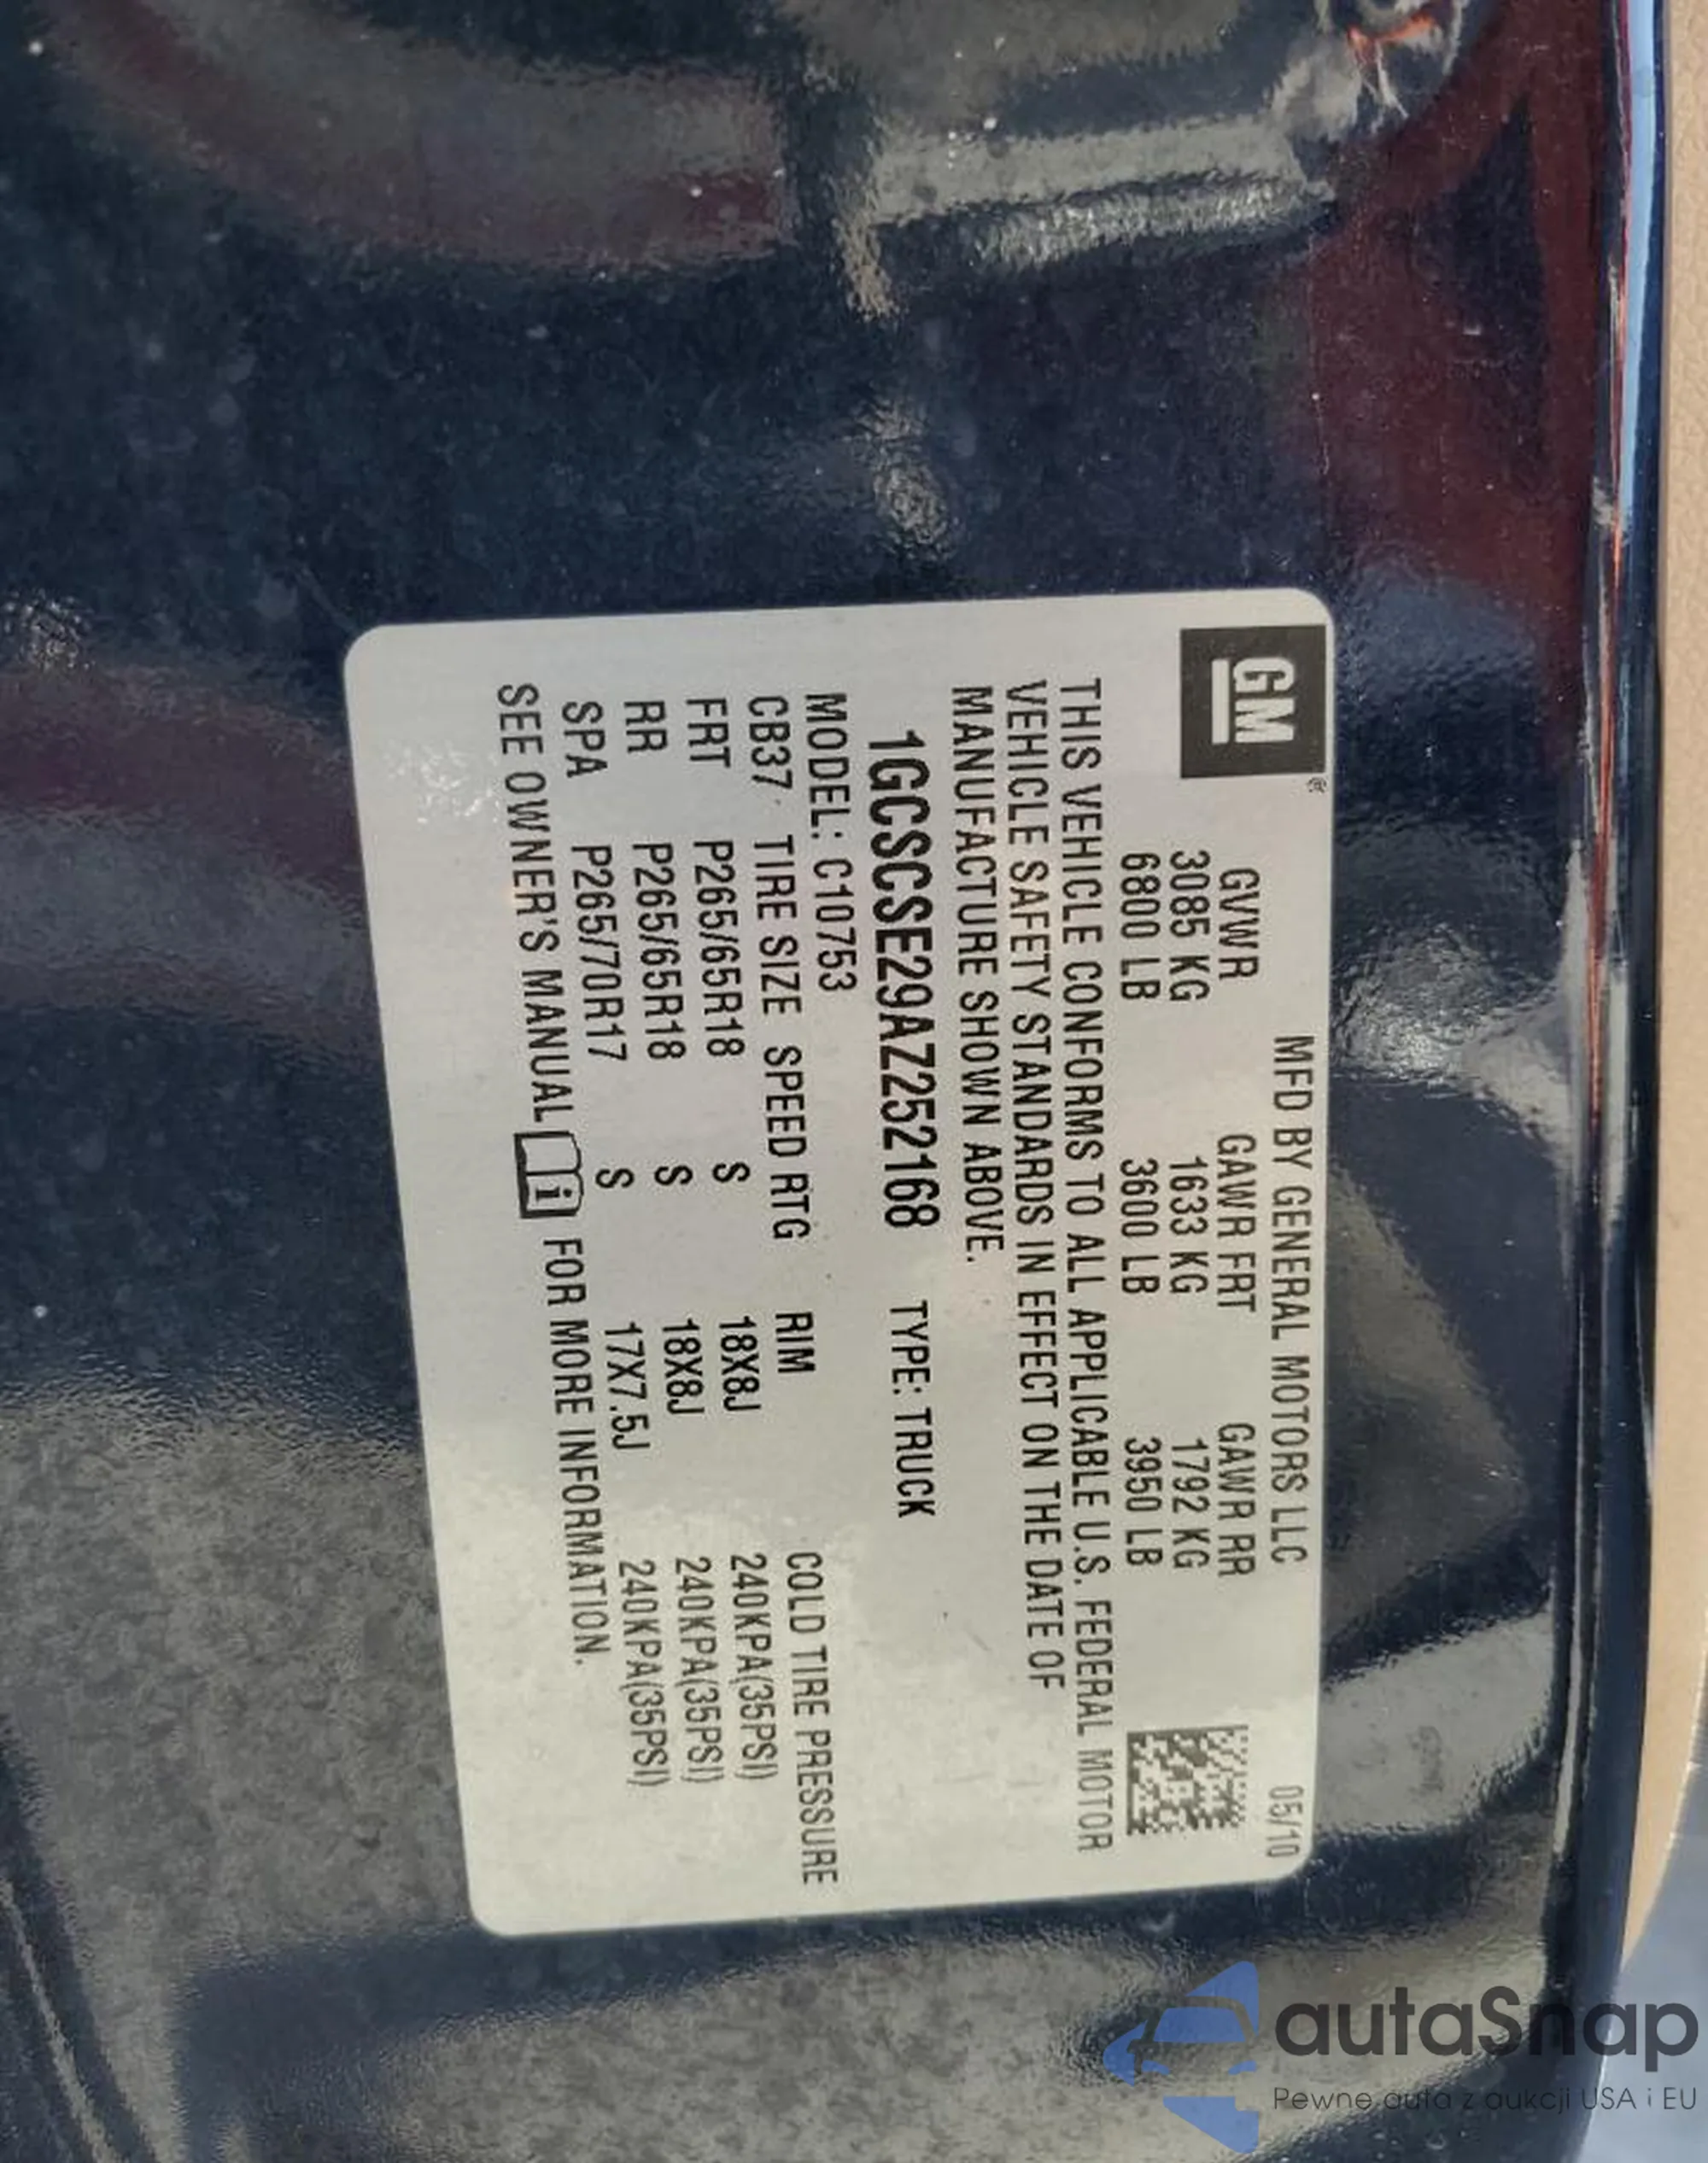 GM®
MFD BY GENERAL MOTORS LLC 05/10
GVWR GAWR FRT GAWR RR
3085 KG 1633 KG 1792 KG
6800 LB 3600 LB 3950 LB
THIS VEHICLE CONFORMS TO ALL APPLICABLE U.S. FEDERAL MOTOR
VEHICLE SAFETY STANDARDS IN EFFECT ON THE DATE OF
MANUFACTURE SHOWN ABOVE.
1GCSCSE29AZ252168 TYPE: TRUCK
MODEL: C10753
CB37 TIRE SIZE SPEED RTG RIM COLD TIRE PRESSURE
FRT P265/65R18 S 18X8J 240KPA(35PSI)
RR P265/65R18 S 18X8J 240KPA(35PSI)
SPA P265/70R17 S 17X7.5J 240KPA(35PSI)
SEE OWNER'S MANUAL i FOR MORE INFORMATION.
autaSnap
Pewne auta z aukcji USA i EU